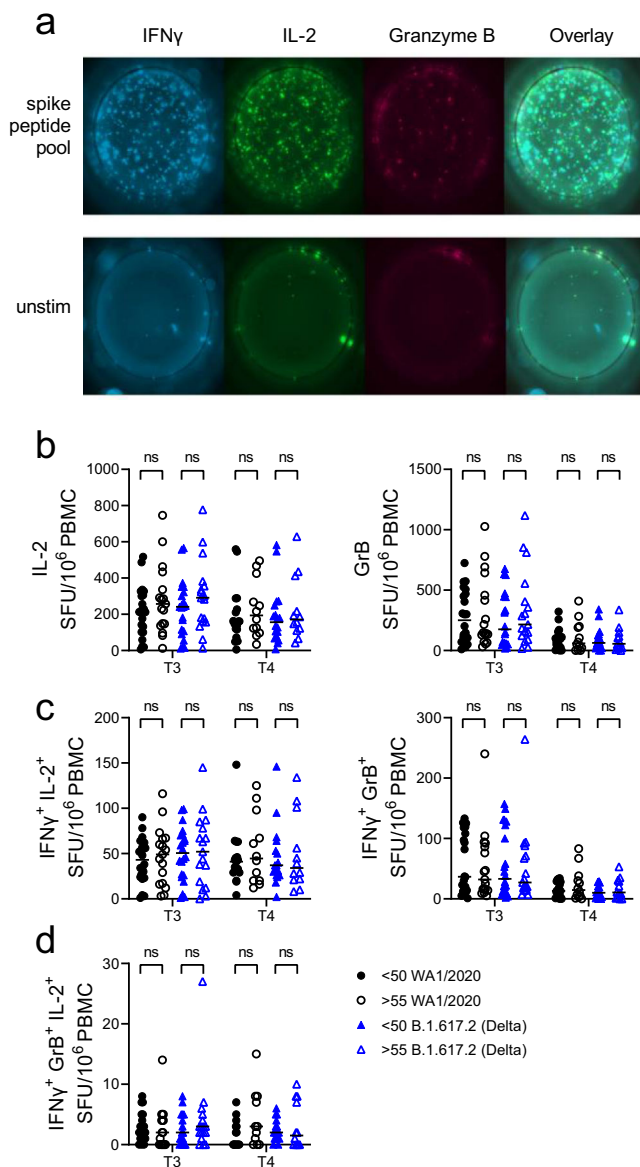 a
IFNγ IL-2 Granzyme B Overlay
spike
peptide
pool
unstim
b
ns ns ns ns
1000
800
600
400
200
0
IL-2
SFU/10⁶ PBMC
T3 T4
ns ns ns ns
1500
1000
500
0
GrB
SFU/10⁶ PBMC
T3 T4
c
ns ns ns ns
200
150
100
50
0
IFNγ⁺ IL-2⁺
SFU/10⁶ PBMC
T3 T4
ns ns ns ns
300
200
100
0
IFNγ⁺ GrB⁺
SFU/10⁶ PBMC
T3 T4
d
ns ns ns ns
30
20
10
0
IFNγ⁺ GrB⁺ IL-2⁺
SFU/10⁶ PBMC
T3 T4
<50 WA1/2020
>55 WA1/2020
<50 B.1.617.2 (Delta)
>55 B.1.617.2 (Delta)